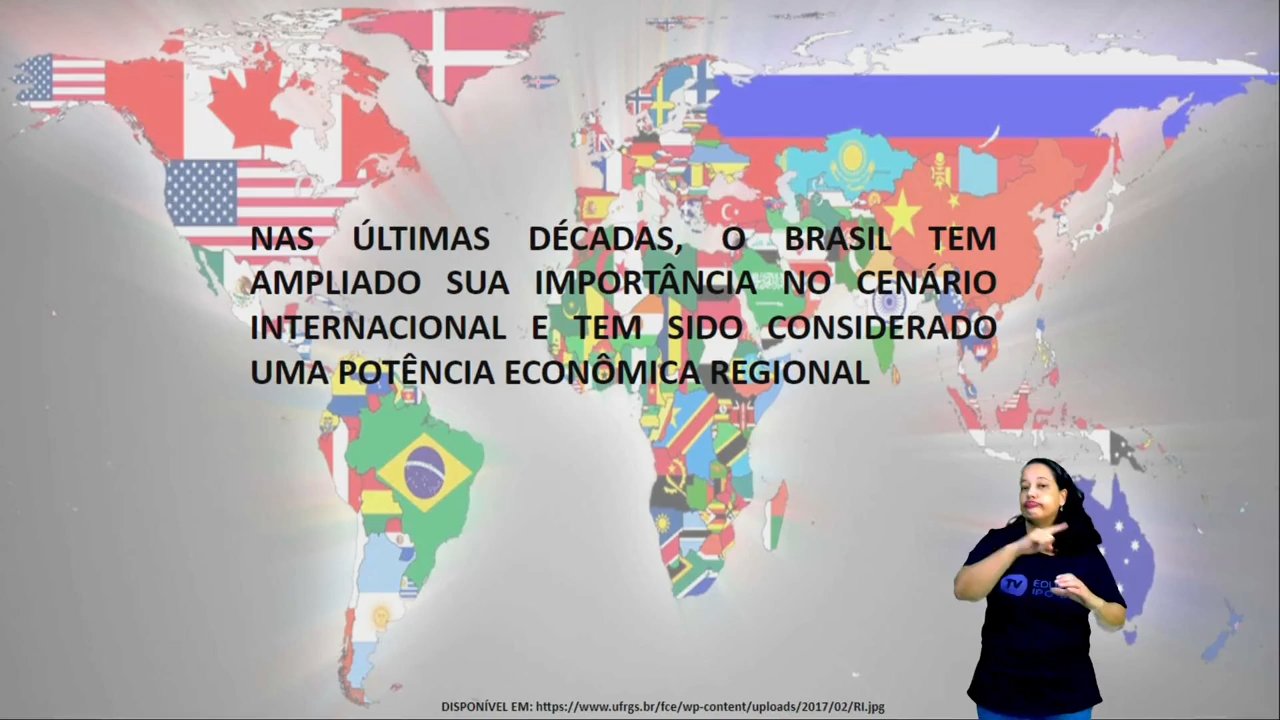 NAS ÚLTIMAS DÉCADAS, O BRASIL TEM
AMPLIADO SUA IMPORTÂNCIA NO CENÁRIO
INTERNACIONAL E TEM SIDO CONSIDERADO
UMA POTÊNCIA ECONÔMICA REGIONAL
TV
DISPONÍVEL EM: https://www.ufrgs.br/fce/wp-content/uploads/2017/02/RI.jpg